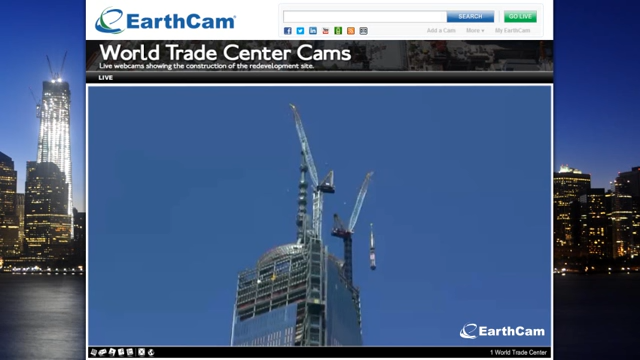 EarthCam
SEARCH
GO LIVE
Add a Cam
More
My EarthCam
World Trade Center Cams
Live webcams showing the construction of the redevelopment site.
LIVE
EarthCam
1 World Trade Center